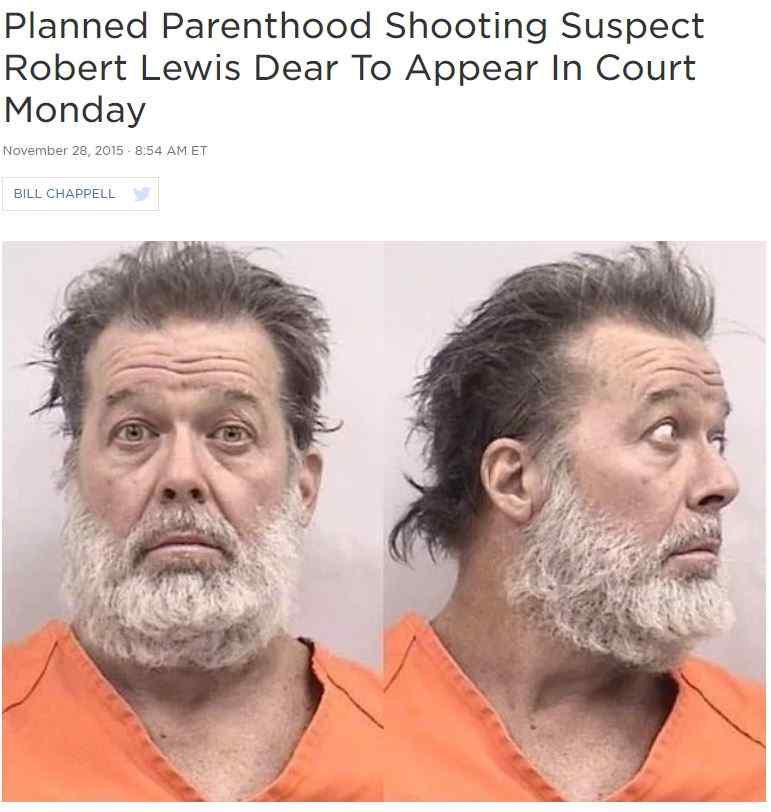 Planned Parenthood Shooting Suspect
Robert Lewis Dear To Appear In Court
Monday
November 28, 2015 · 8:54 AM ET
BILL CHAPPELL